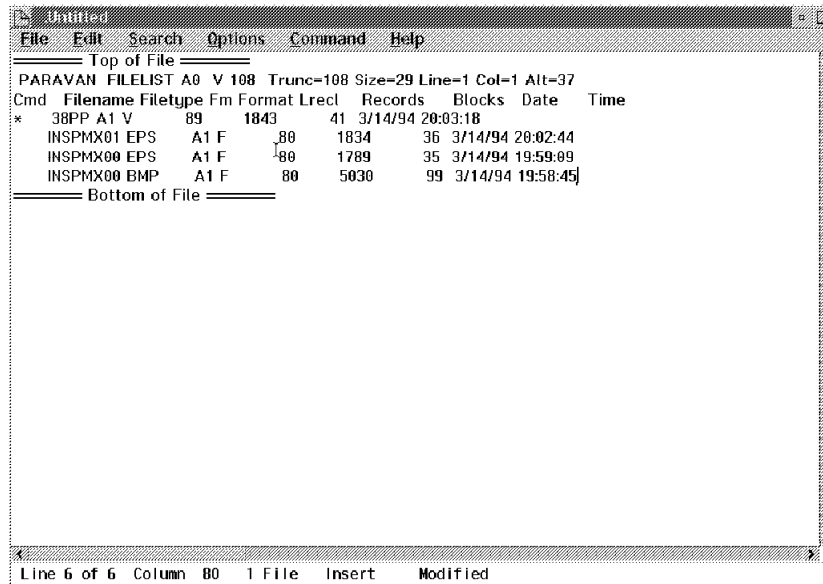 .Untitled
File Edit Search Options Command Help
Top of File
PARAVAN FILELIST A0 V 108 Trunc=108 Size=29 Line=1 Col=1 Alt=37
Cmd Filename Filetype Fm Format Lrecl Records Blocks Date Time
* 38PP A1 V 89 1843 41 3/14/94 20:03:18
INSPMX01 EPS A1 F 80 1834 36 3/14/94 20:02:44
INSPMX00 EPS A1 F 80 1789 35 3/14/94 19:59:09
INSPMX00 BMP A1 F 80 5030 99 3/14/94 19:58:45
Bottom of File
Line 6 of 6 Column 80 1 File Insert Modified